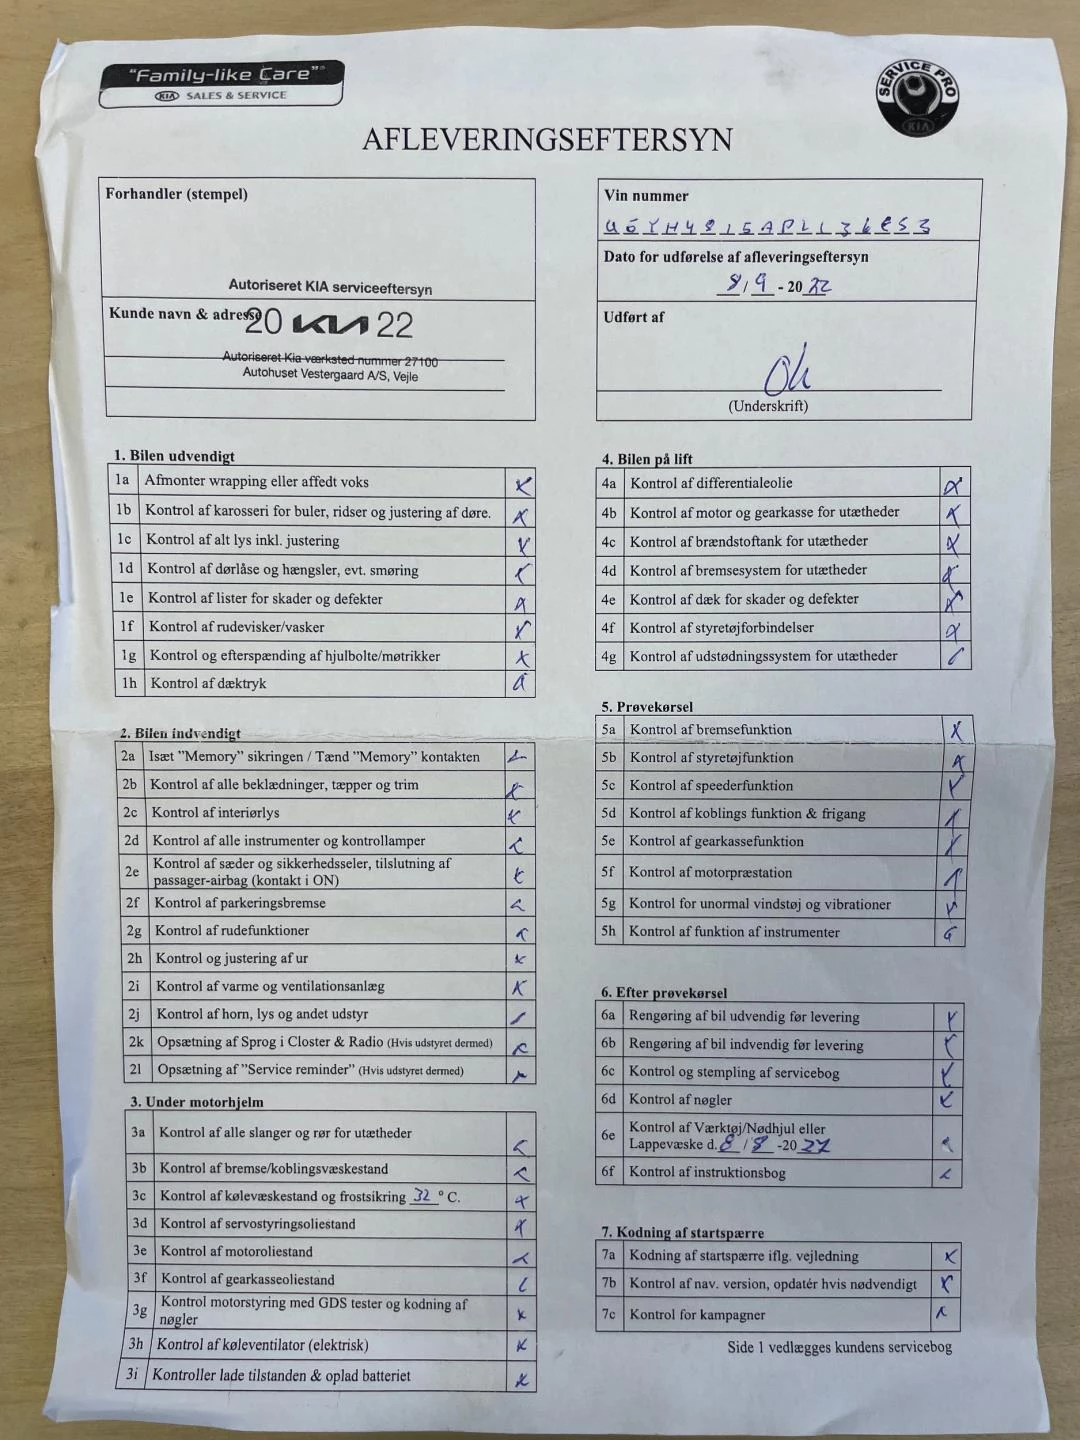 "Family-like Care"
KIA SALES & SERVICE
SERVICE PRO
KIA
AFLEVERINGSEFTERSYN
Forhandler (stempel)
Autoriseret KIA serviceeftersyn
Kunde navn & adresse
20 KIA 22
Autoriseret Kia værksted nummer 27100
Autohuset Vestergaard A/S, Vejle
Vin nummer
Dato for udførelse af afleveringseftersyn
8/9-2022
Udført af
(Underskrift)
1. Bilen udvendigt
1a Afmonter wrapping eller affedt voks
1b Kontrol af karosseri for buler, ridser og justering af døre.
1c Kontrol af alt lys inkl. justering
1d Kontrol af dørlåse og hængsler, evt. smøring
1e Kontrol af lister for skader og defekter
1f Kontrol af rudevisker/vasker
1g Kontrol og efterspænding af hjulbolte/møtrikker
1h Kontrol af dæktryk
2. Bilen indvendigt
2a Isæt "Memory" sikringen / Tænd "Memory" kontakten
2b Kontrol af alle beklædninger, tæpper og trim
2c Kontrol af interiørlys
2d Kontrol af alle instrumenter og kontrollamper
2e Kontrol af sæder og sikkerhedsseler, tilslutning af
passager-airbag (kontakt i ON)
2f Kontrol af parkeringsbremse
2g Kontrol af rudefunktioner
2h Kontrol og justering af ur
2i Kontrol af varme og ventilationsanlæg
2j Kontrol af horn, lys og andet udstyr
2k Opsætning af Sprog i Closter & Radio (Hvis udstyret dermed)
2l Opsætning af "Service reminder" (Hvis udstyret dermed)
3. Under motorhjelm
3a Kontrol af alle slanger og rør for utætheder
3b Kontrol af bremse/koblingsvæskestand
3c Kontrol af kølevæskestand og frostsikring 32 ° C.
3d Kontrol af servostyringsoliestand
3e Kontrol af motoroliestand
3f Kontrol af gearkasseoliestand
3g Kontrol motorstyring med GDS tester og kodning af
nøgler
3h Kontrol af køleventilator (elektrisk)
3i Kontroller lade tilstanden & oplad batteriet
4. Bilen på lift
4a Kontrol af differentialeolie
4b Kontrol af motor og gearkasse for utætheder
4c Kontrol af brændstoftank for utætheder
4d Kontrol af bremsesystem for utætheder
4e Kontrol af dæk for skader og defekter
4f Kontrol af styretøjforbindelser
4g Kontrol af udstødningssystem for utætheder
5. Prøvekørsel
5a Kontrol af bremsefunktion
5b Kontrol af styretøjfunktion
5c Kontrol af speederfunktion
5d Kontrol af koblings funktion & frigang
5e Kontrol af gearkassefunktion
5f Kontrol af motorpræstation
5g Kontrol for unormal vindstøj og vibrationer
5h Kontrol af funktion af instrumenter
6. Efter prøvekørsel
6a Rengøring af bil udvendig før levering
6b Rengøring af bil indvendig før levering
6c Kontrol og stempling af servicebog
6d Kontrol af nøgler
6e Kontrol af Værktøj/Nødhjul eller
Lappevæske d. 8/8-2022
6f Kontrol af instruktionsbog
7. Kodning af startspærre
7a Kodning af startspærre iflg. vejledning
7b Kontrol af nav. version, opdatér hvis nødvendigt
7c Kontrol for kampagner
Side 1 vedlægges kundens servicebog